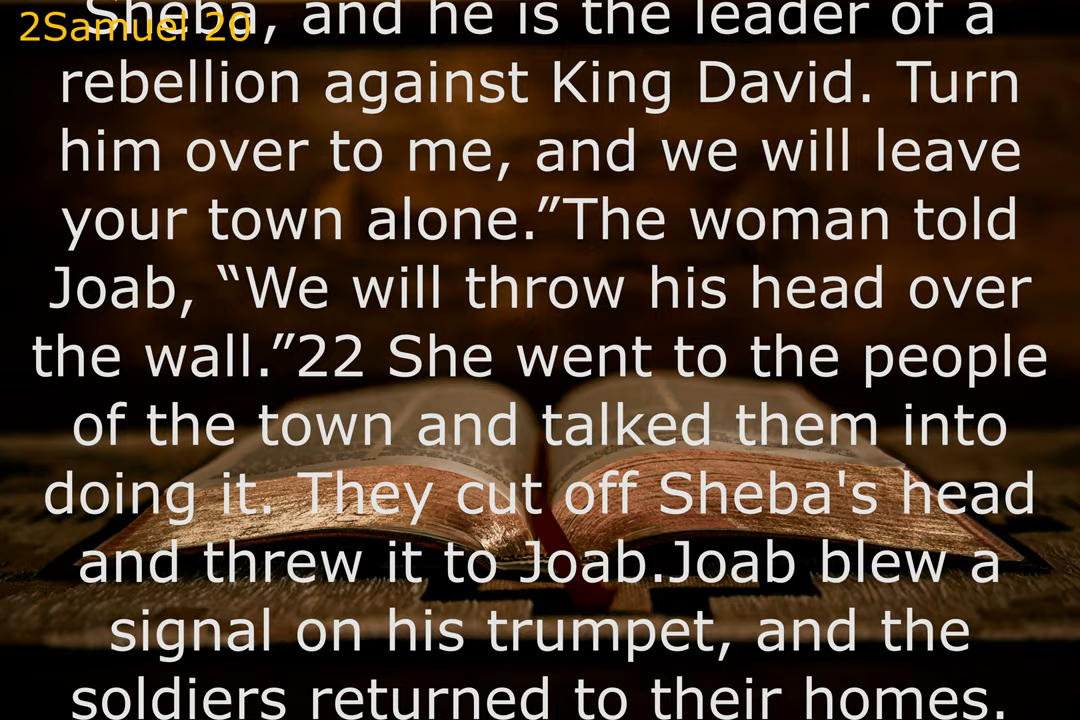 2Samuel 20
Sheba, and he is the leader of a
rebellion against King David. Turn
him over to me, and we will leave
your town alone.”The woman told
Joab, “We will throw his head over
the wall.”22 She went to the people
of the town and talked them into
doing it. They cut off Sheba's head
and threw it to Joab.Joab blew a
signal on his trumpet, and the
soldiers returned to their homes.